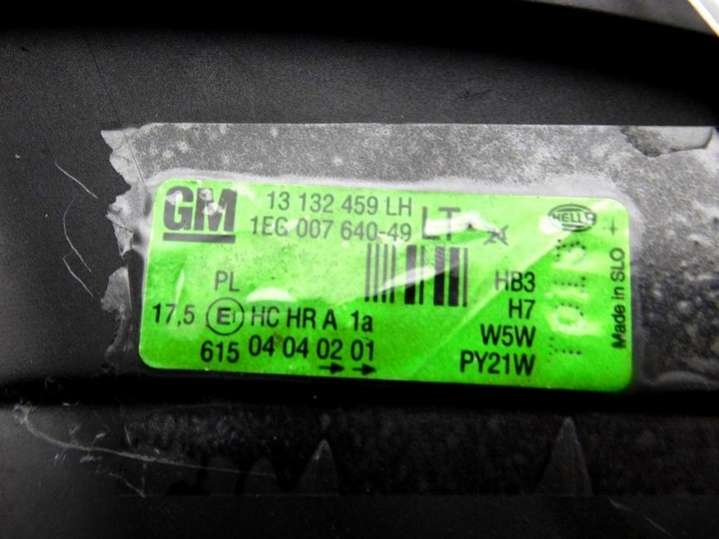 GM
13 132 459 LH
1EG 007 640-49 LT
HELLA
PL
HB3
17,5 E1 HC HR A 1a
H7
W5W
615 04 04 02 01
PY21W
Made in SLO +